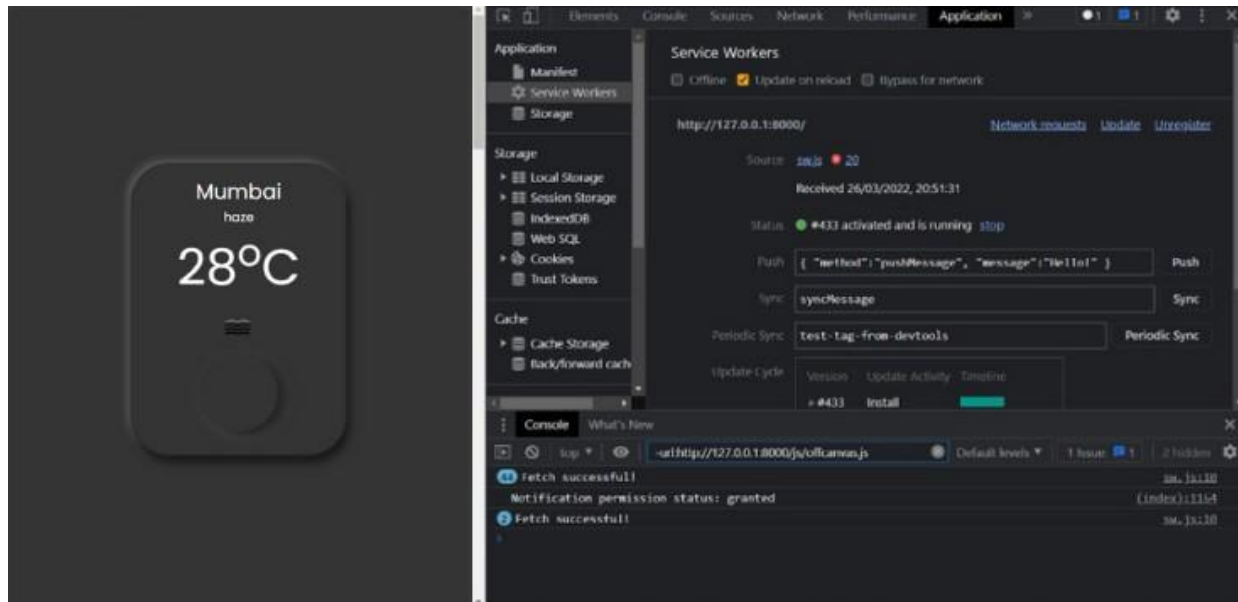 Mumbai
haze
28°C
Elements Console Sources Network Performance Application » 1 1
Application
Manifest
Service Workers
Storage
Storage
Local Storage
Session Storage
IndexedDB
Web SQL
Cookies
Trust Tokens
Cache
Cache Storage
Back/forward cach
Service Workers
Offline Update on reload Bypass for network
http://127.0.0.1:8000/ Network requests Update Unregister
Source sw.js 20
Received 26/03/2022, 20:51:31
Status #433 activated and is running stop
Push { "method":"pushMessage", "message":"Hello!" } Push
Sync syncMessage Sync
Periodic Sync test-tag-from-devtools Periodic Sync
Update Cycle Version Update Activity Timeline
#433 Install
Console What's New
top -url:http://127.0.0.1:8000/js/offcanvas.js Default levels 1 Issue: 1 2 hidden
44 Fetch successful! sw.js:10
Notification permission status: granted (index):1164
2 Fetch successful! sw.js:10